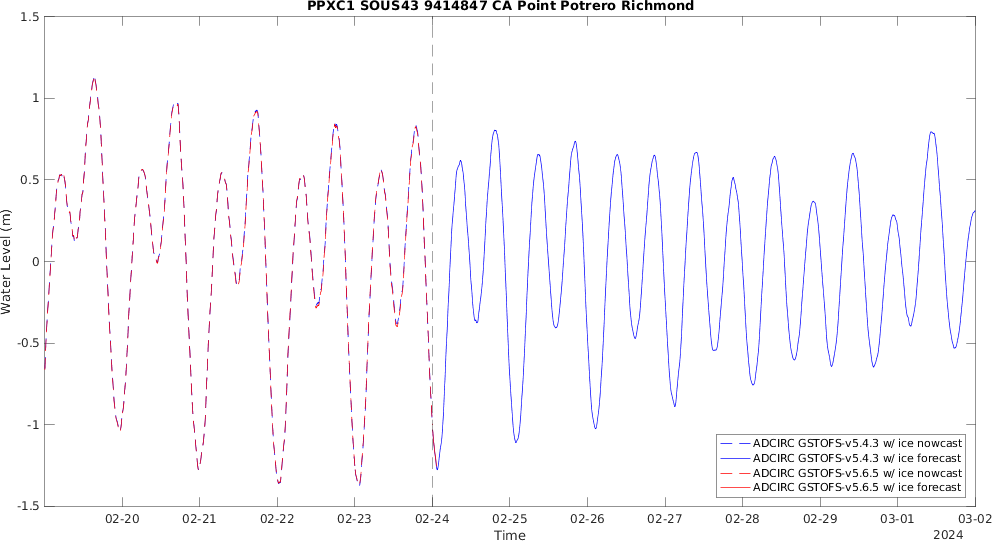 PPXC1 SOUS43 9414847 CA Point Potrero Richmond
1.5
1
0.5
0
-0.5
-1
-1.5
Water Level (m)
02-20 02-21 02-22 02-23 02-24 02-25 02-26 02-27 02-28 02-29 03-01 03-02
Time
2024
ADCIRC GSTOFS-v5.4.3 w/ ice nowcast
ADCIRC GSTOFS-v5.4.3 w/ ice forecast
ADCIRC GSTOFS-v5.6.5 w/ ice nowcast
ADCIRC GSTOFS-v5.6.5 w/ ice forecast